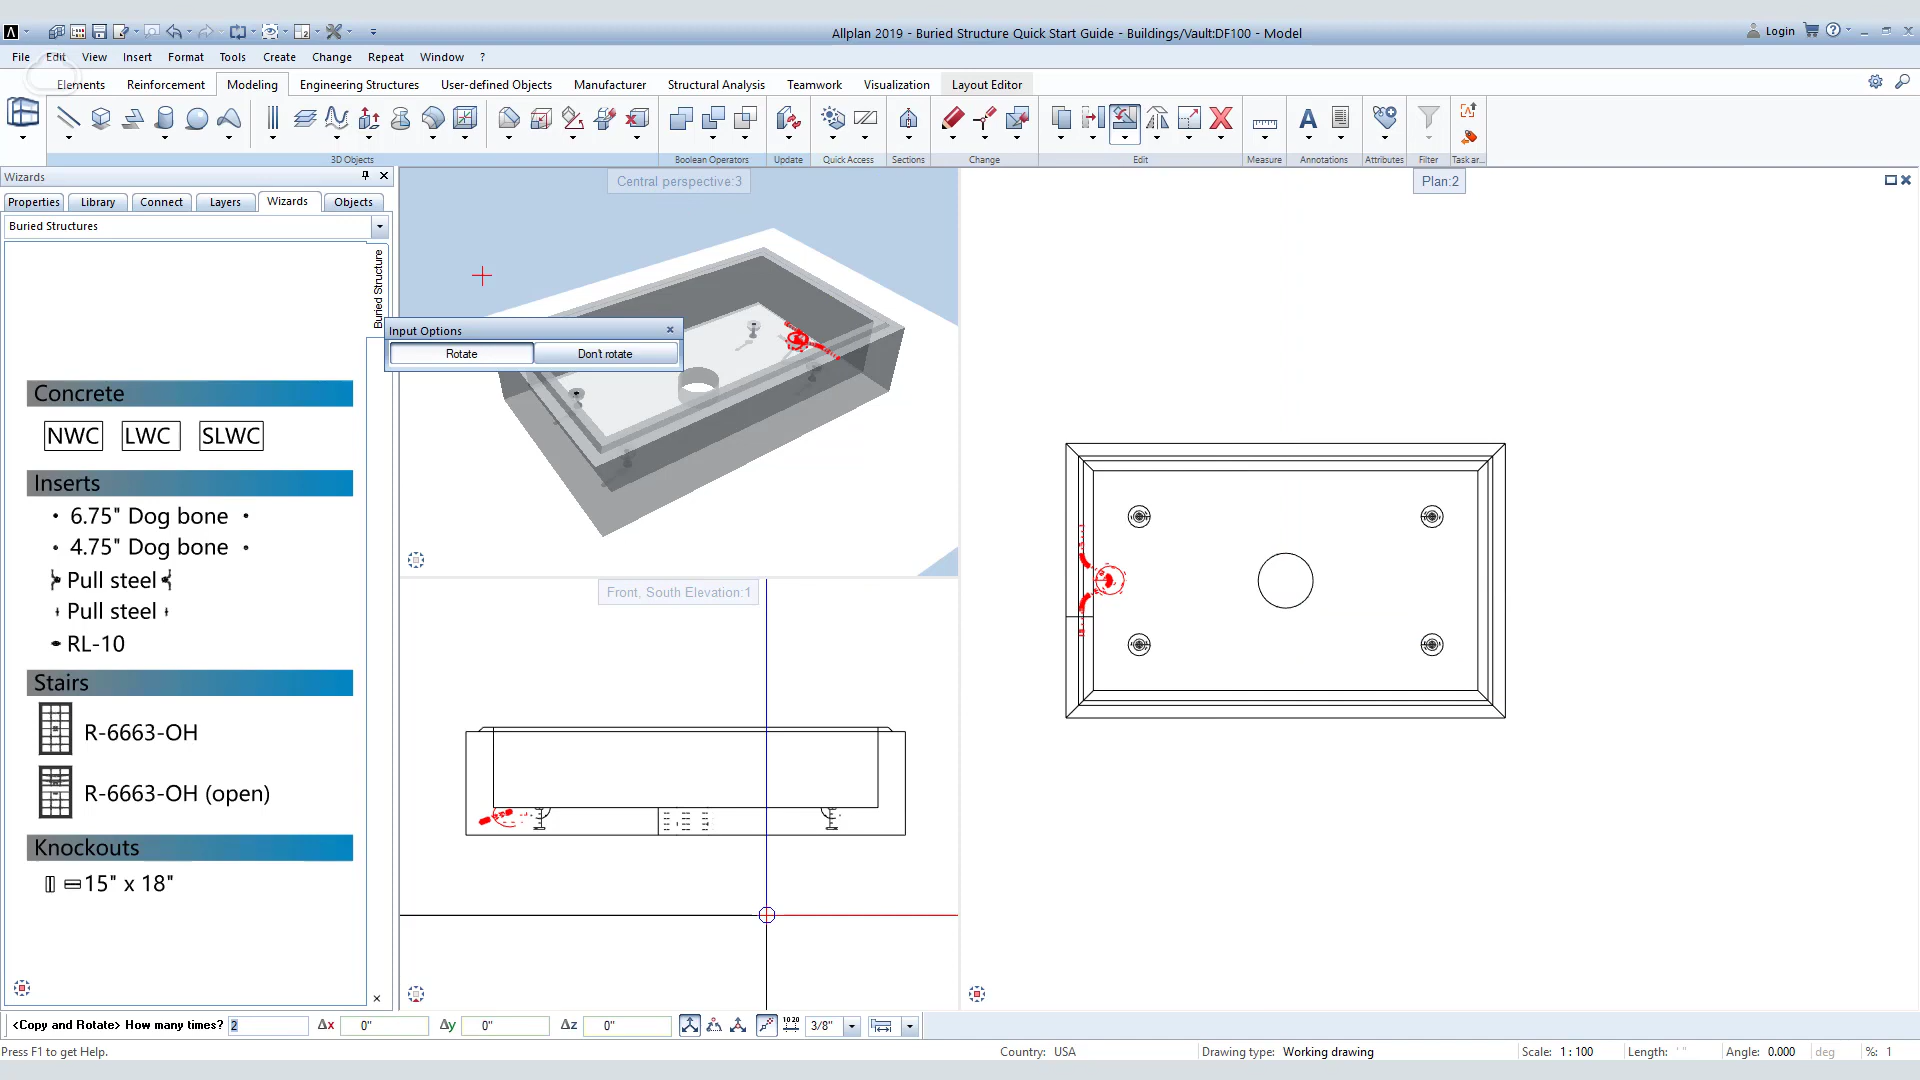 Allplan 2019 - Buried Structure Quick Start Guide - Buildings/Vault:DF100 - Model
Login
File Edit View Insert Format Tools Create Change Repeat Window ?
Elements Reinforcement Modeling Engineering Structures User-defined Objects Manufacturer Structural Analysis Teamwork Visualization Layout Editor
3D Objects Boolean Operators Update Quick Access Sections Change Edit Measure Annotations Attributes Filter Task ar...
Wizards
Properties Library Connect Layers Wizards Objects
Buried Structures
Buried Structure
Concrete
NWC LWC SLWC
Inserts
6.75" Dog bone
4.75" Dog bone
Pull steel
Pull steel
RL-10
Stairs
R-6663-OH
R-6663-OH (open)
Knockouts
15" x 18"
Central perspective:3
Input Options
Rotate Don't rotate
Front, South Elevation:1
Plan:2
<Copy and Rotate> How many times? 2 Δx 0" Δy 0" Δz 0" 1020 3/8"
Press F1 to get Help.
Country: USA Drawing type: Working drawing Scale: 1 : 100 Length: ' " Angle: 0.000 deg %: 1